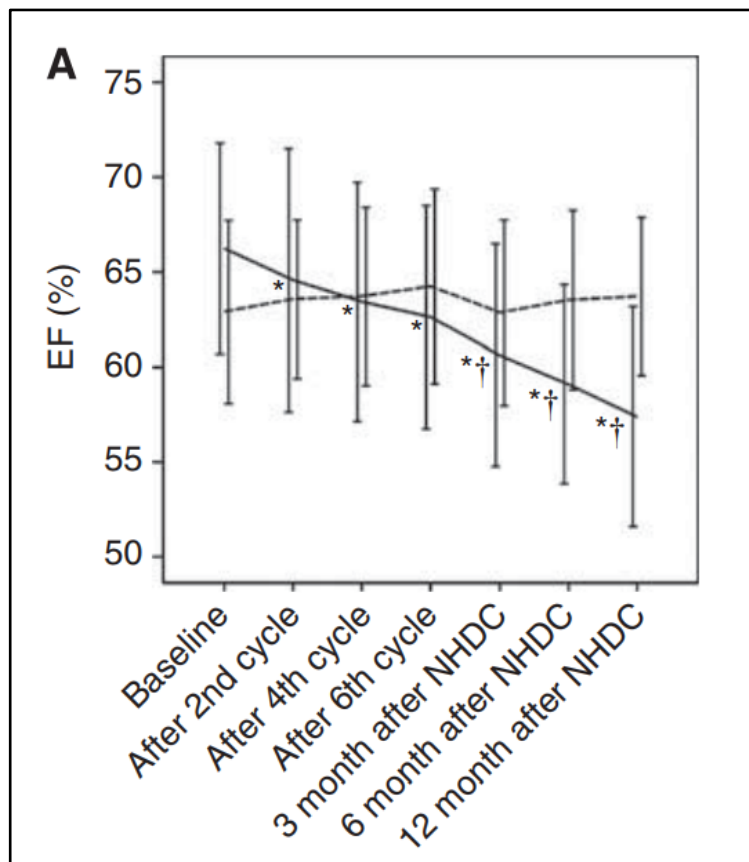 A
75
70
65
60
55
50
EF (%)
*
*
*
*†
*†
*†
Baseline
After 2nd cycle
After 4th cycle
After 6th cycle
3 month after NHDC
6 month after NHDC
12 month after NHDC